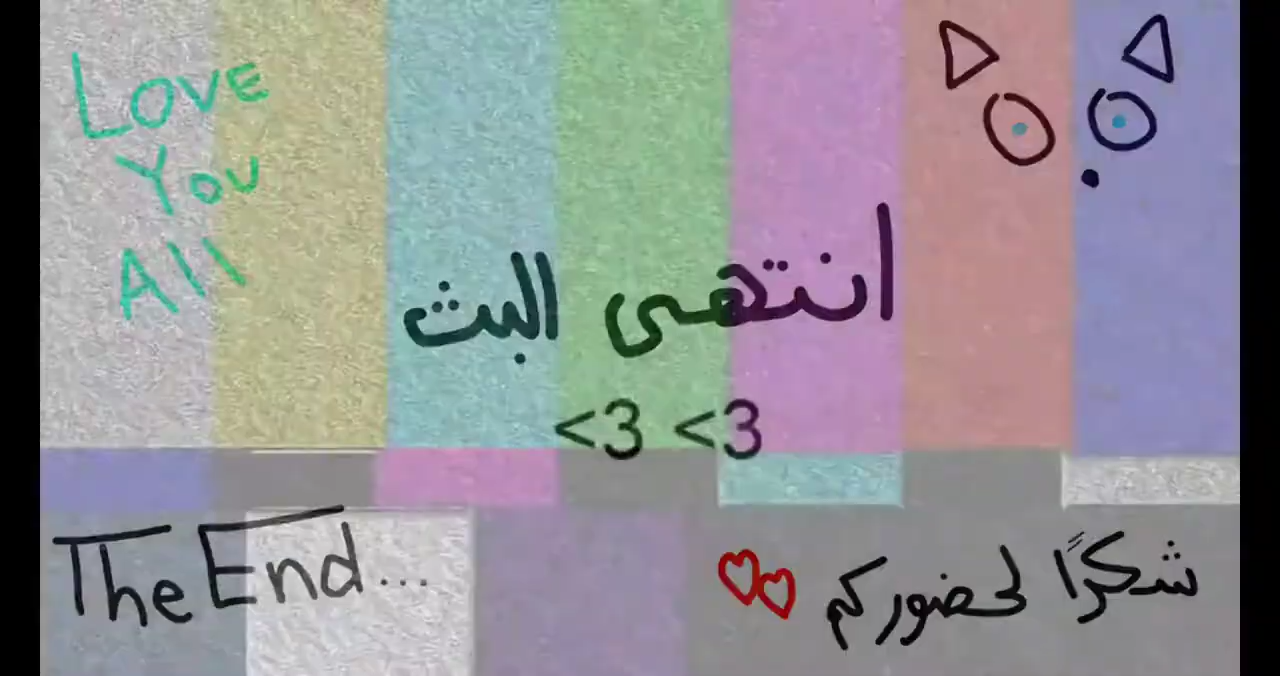 Love
You
All
انتهى البث
<3 <3
The End...
شكرًا لحضوركم